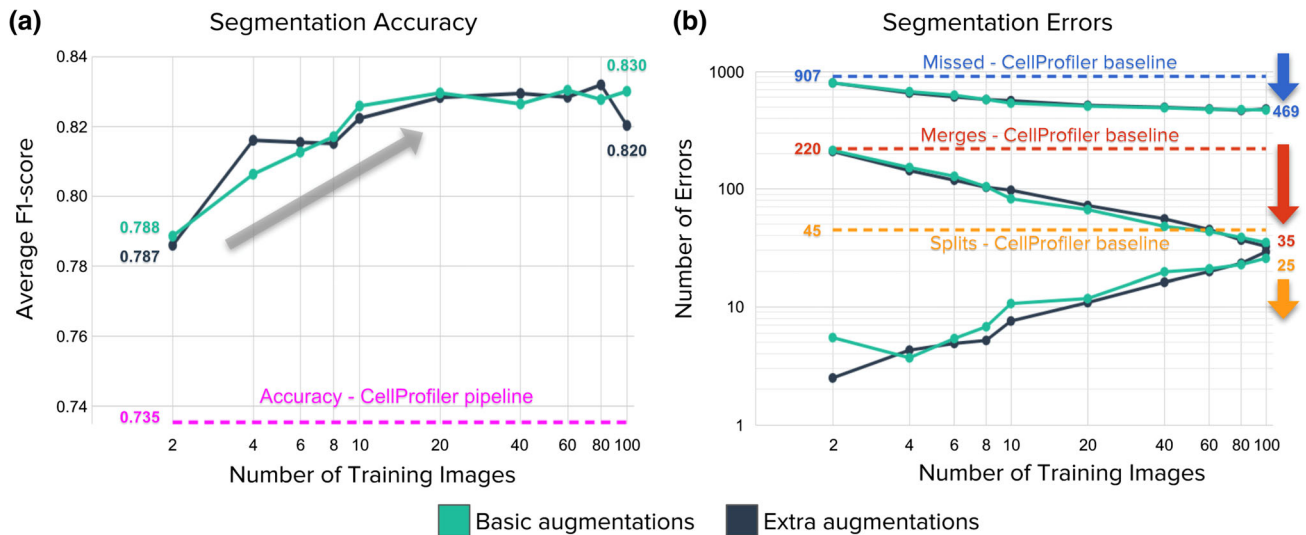 (a)
Segmentation Accuracy
0.84
0.82
0.80
0.78
0.76
0.74
Average F1-score
0.830
0.820
0.788
0.787
Accuracy - CellProfiler pipeline
0.735
2 4 6 8 10 20 40 60 80 100
Number of Training Images
(b)
Segmentation Errors
1000
100
10
1
Number of Errors
907
Missed - CellProfiler baseline
469
Merges - CellProfiler baseline
220
45
Splits - CellProfiler baseline
35
25
2 4 6 8 10 20 40 60 80 100
Number of Training Images
Basic augmentations
Extra augmentations